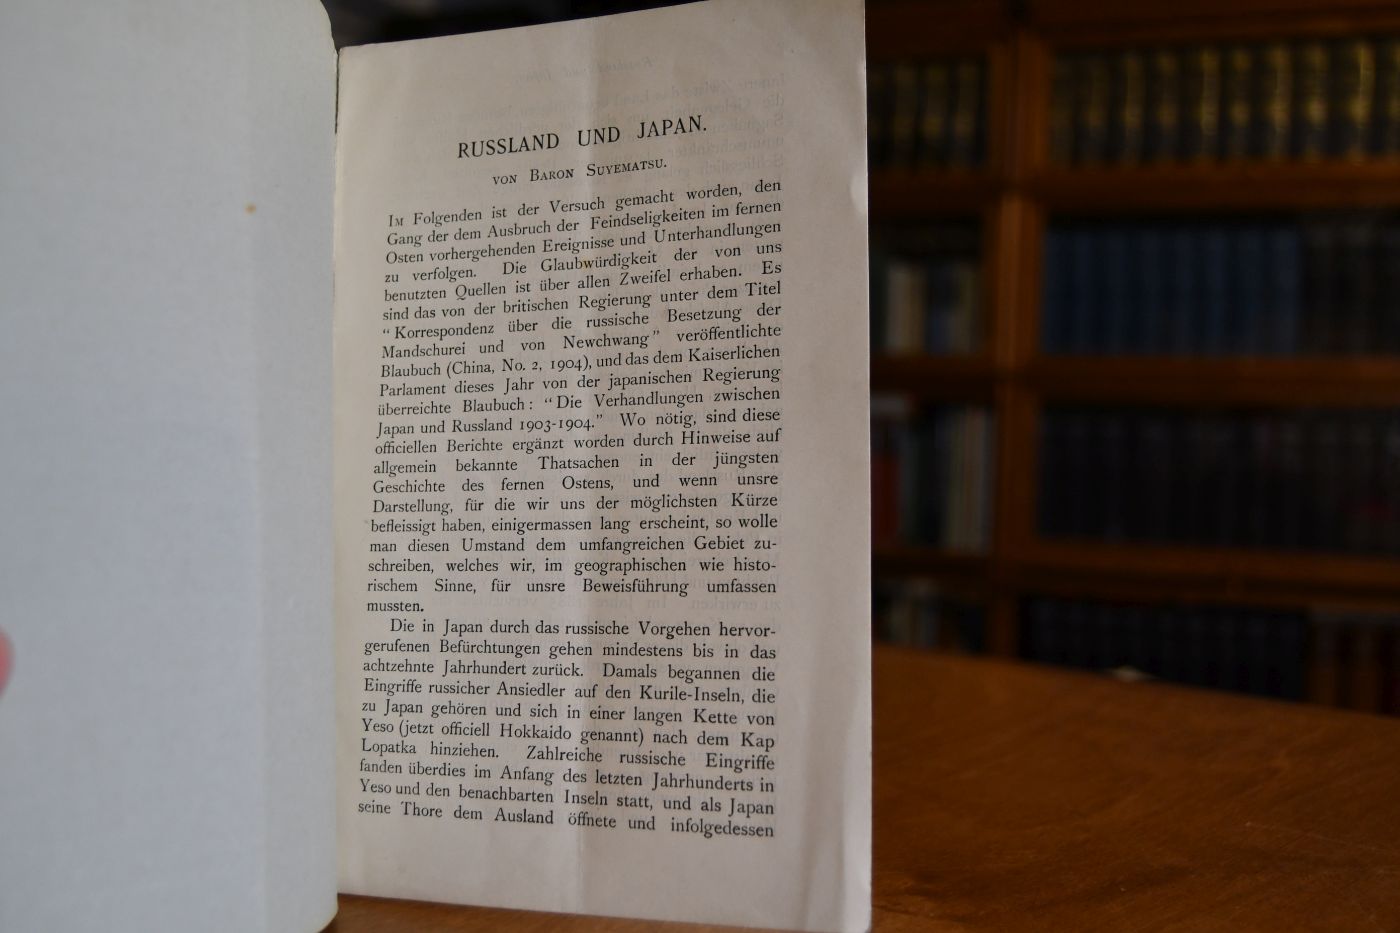 RUSSLAND UND JAPAN.
VON BARON SUYEMATSU.
IM Folgenden ist der Versuch gemacht worden, den
Gang der dem Ausbruch der Feindseligkeiten im fernen
Osten vorhergehenden Ereignisse und Unterhandlungen
zu verfolgen. Die Glaubwürdigkeit der von uns
benutzten Quellen ist über allen Zweifel erhaben. Es
sind das von der britischen Regierung unter dem Titel
“Korrespondenz über die russische Besetzung der
Mandschurei und von Newchwang” veröffentlichte
Blaubuch (China, No. 2, 1904), und das dem Kaiserlichen
Parlament dieses Jahr von der japanischen Regierung
überreichte Blaubuch: “Die Verhandlungen zwischen
Japan und Russland 1903-1904.” Wo nötig, sind diese
officiellen Berichte ergänzt worden durch Hinweise auf
allgemein bekannte Thatsachen in der jüngsten
Geschichte des fernen Ostens, und wenn unsre
Darstellung, für die wir uns der möglichsten Kürze
befleissigt haben, einigermassen lang erscheint, so wolle
man diesen Umstand dem umfangreichen Gebiet zu-
schreiben, welches wir, im geographischen wie histo-
rischem Sinne, für unsre Beweisführung umfassen
mussten.
Die in Japan durch das russische Vorgehen hervor-
gerufenen Befürchtungen gehen mindestens bis in das
achtzehnte Jahrhundert zurück. Damals begannen die
Eingriffe russicher Ansiedler auf den Kurile-Inseln, die
zu Japan gehören und sich in einer langen Kette von
Yeso (jetzt officiell Hokkaido genannt) nach dem Kap
Lopatka hinziehen. Zahlreiche russische Eingriffe
fanden überdies im Anfang des letzten Jahrhunderts in
Yeso und den benachbarten Inseln statt, und als Japan
seine Thore dem Ausland öffnete und infolgedessen